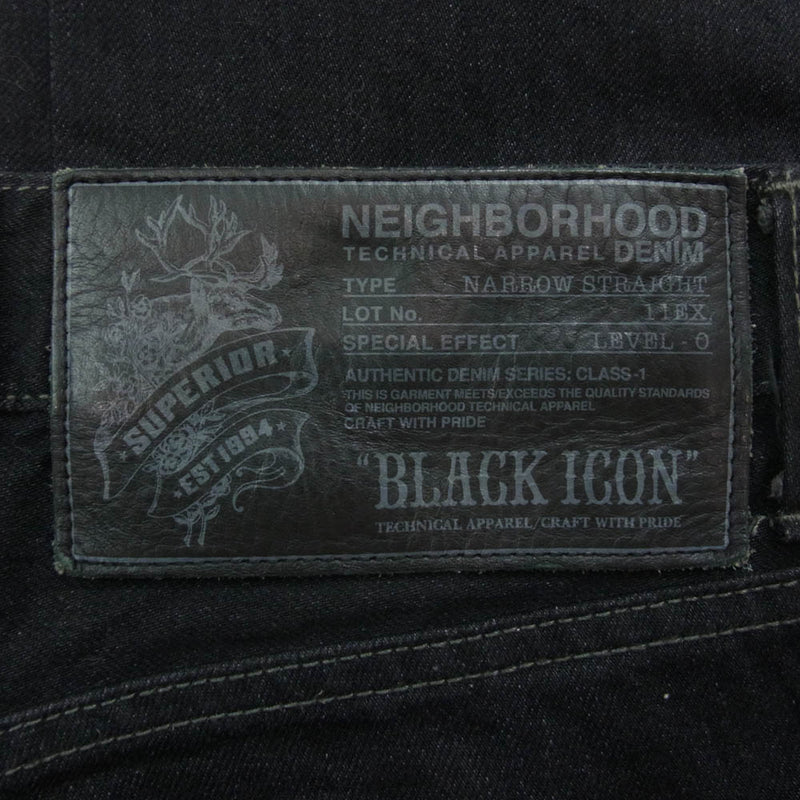 NEIGHBORHOOD
TECHNICAL APPAREL DENIM
TYPE NARROW STRAIGHT
LOT No. 11EX
SPECIAL EFFECT LEVEL - 0
AUTHENTIC DENIM SERIES: CLASS-1
THIS IS GARMENT MEETS/EXCEEDS THE QUALITY STANDARDS
OF NEIGHBORHOOD TECHNICAL APPAREL
CRAFT WITH PRIDE
"BLACK ICON"
TECHNICAL APPAREL/CRAFT WITH PRIDE
SUPERIOR
EST 1994